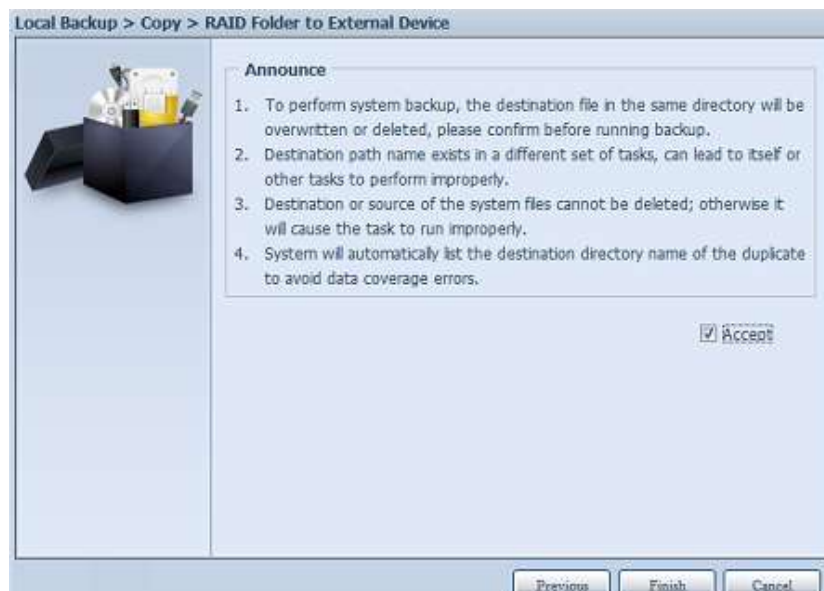 Local Backup > Copy > RAID Folder to External Device
Announce
1. To perform system backup, the destination file in the same directory will be
overwritten or deleted, please confirm before running backup.
2. Destination path name exists in a different set of tasks, can lead to itself or
other tasks to perform improperly.
3. Destination or source of the system files cannot be deleted; otherwise it
will cause the task to run improperly.
4. System will automatically list the destination directory name of the duplicate
to avoid data coverage errors.
Accept
Previous Finish Cancel